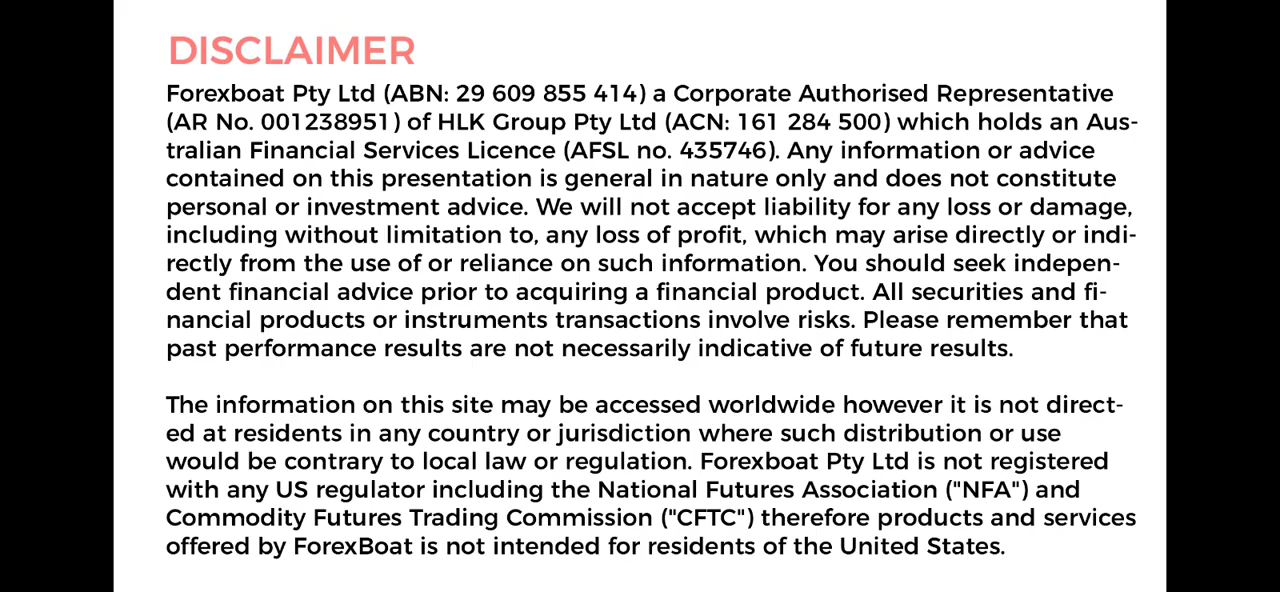 DISCLAIMER
Forexboat Pty Ltd (ABN: 29 609 855 414) a Corporate Authorised Representative
(AR No. 001238951) of HLK Group Pty Ltd (ACN: 161 284 500) which holds an Aus-
tralian Financial Services Licence (AFSL no. 435746). Any information or advice
contained on this presentation is general in nature only and does not constitute
personal or investment advice. We will not accept liability for any loss or damage,
including without limitation to, any loss of profit, which may arise directly or indi-
rectly from the use of or reliance on such information. You should seek indepen-
dent financial advice prior to acquiring a financial product. All securities and fi-
nancial products or instruments transactions involve risks. Please remember that
past performance results are not necessarily indicative of future results.
The information on this site may be accessed worldwide however it is not direct-
ed at residents in any country or jurisdiction where such distribution or use
would be contrary to local law or regulation. Forexboat Pty Ltd is not registered
with any US regulator including the National Futures Association ("NFA") and
Commodity Futures Trading Commission ("CFTC") therefore products and services
offered by ForexBoat is not intended for residents of the United States.